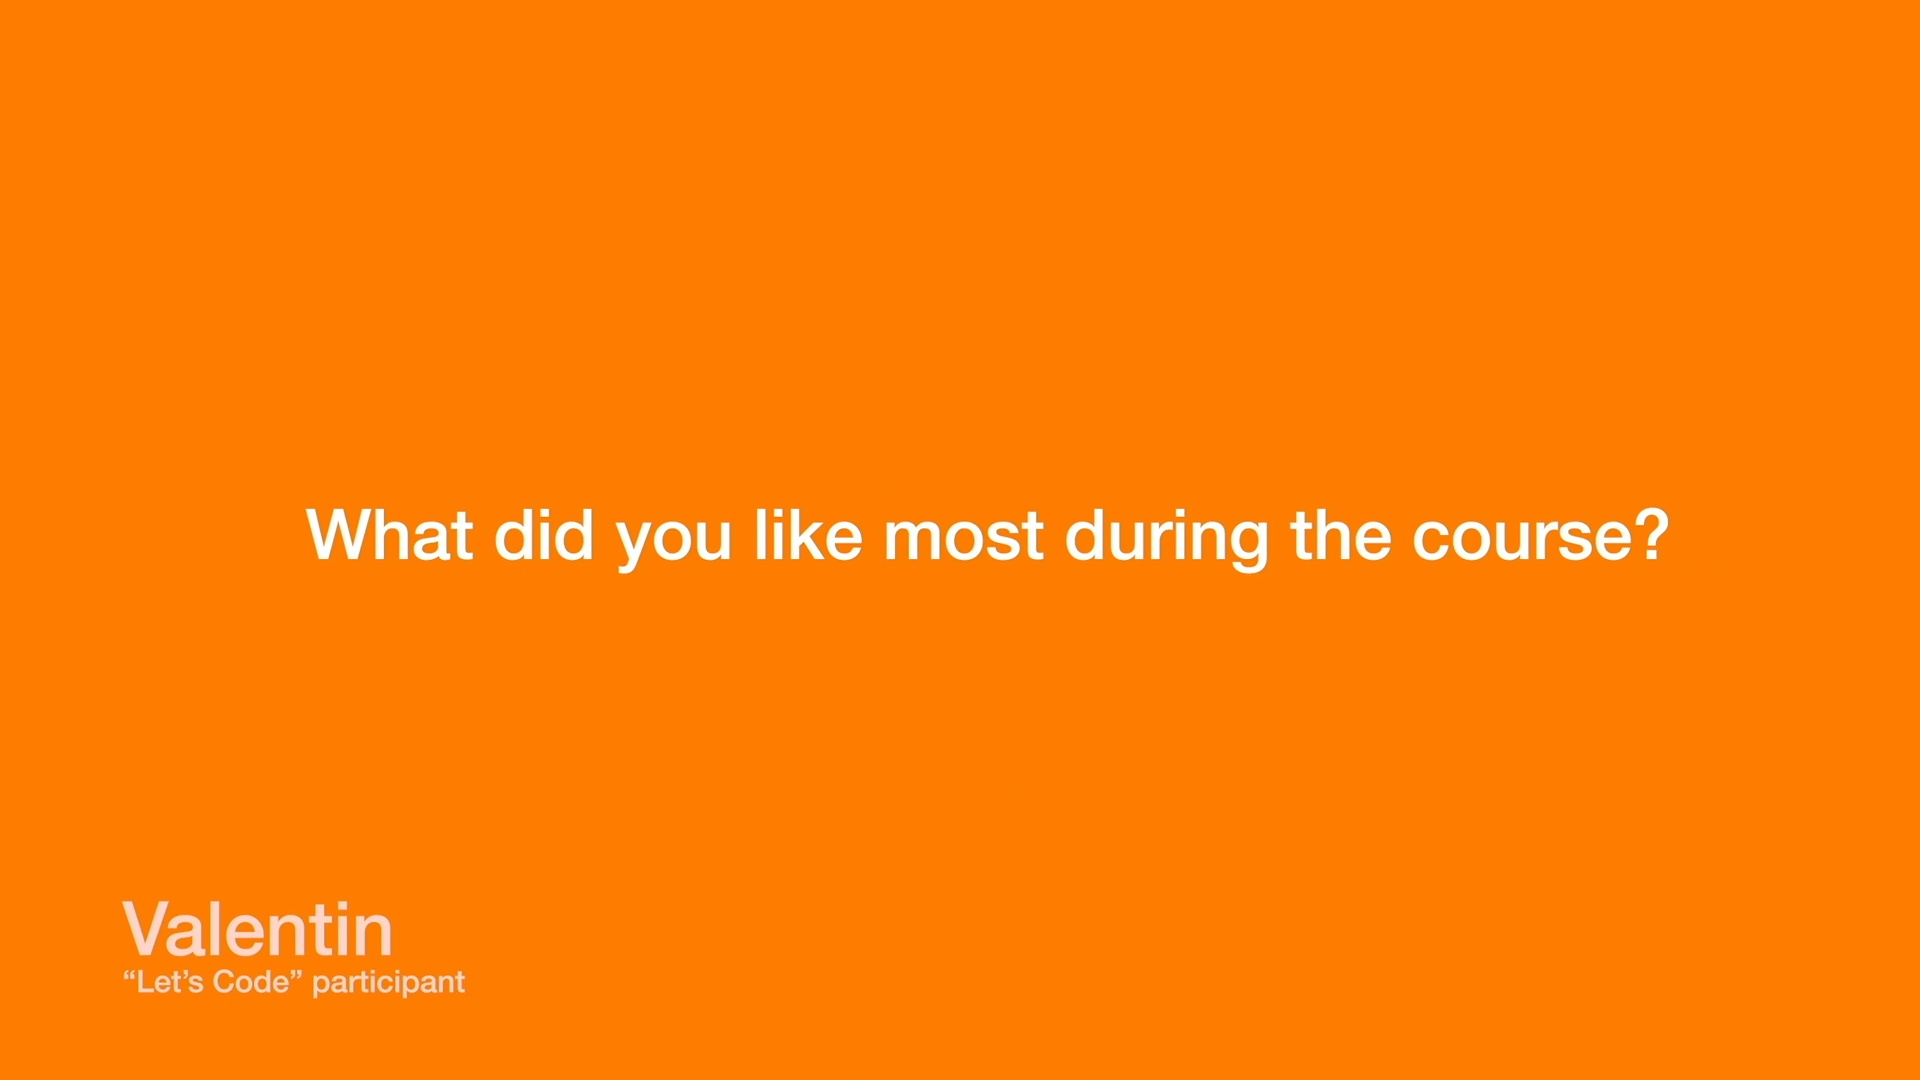 What did you like most during the course?
Valentin
“Let’s Code” participant